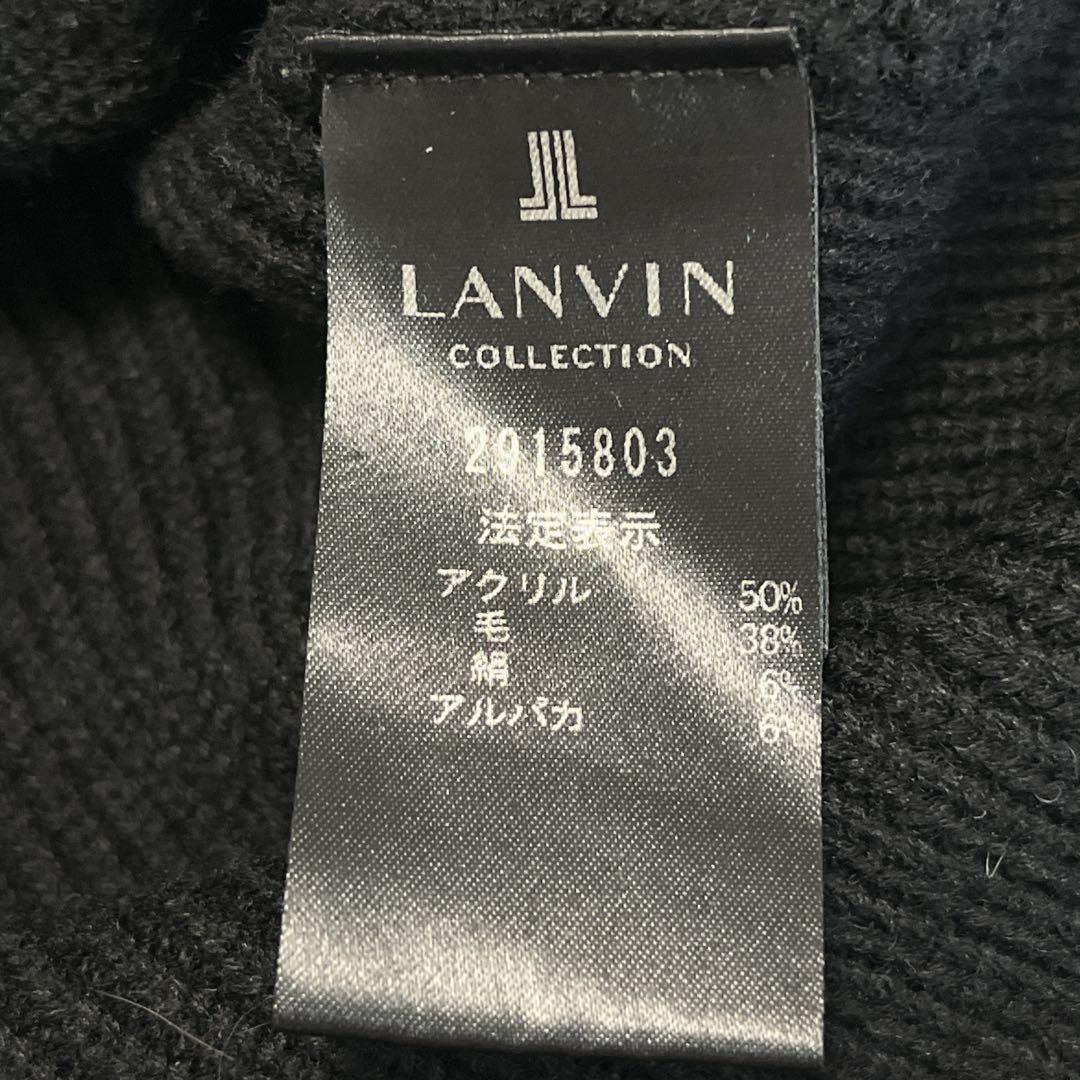 LANVIN
COLLECTION
2915803
法定表示
アクリル 50%
毛 38%
絹 6%
アルパカ 6%